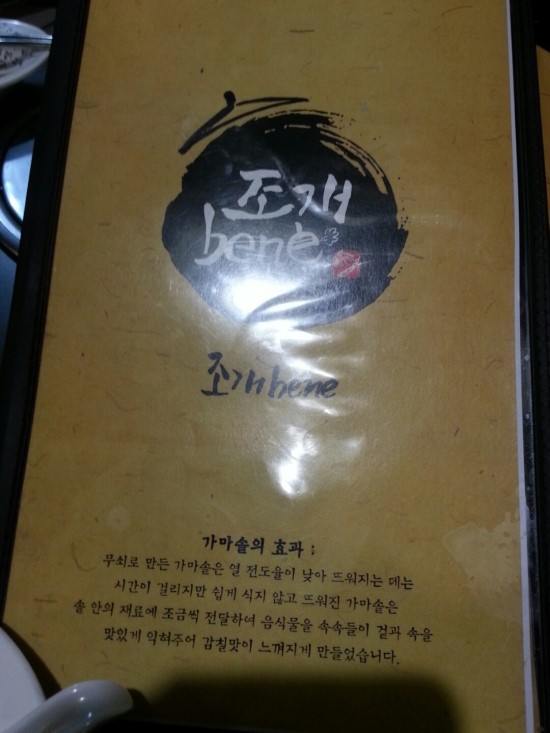 조개
bene
조개 bene
가마솥의 효과 :
무쇠로 만든 가마솥은 열 전도율이 낮아 뜨워지는 데는
시간이 걸리지만 쉽게 식지 않고 뜨워진 가마솥은
솥 안의 재료에 조금씩 전달하여 음식물을 속속들이 겉과 속을
맛있게 익혀주어 감칠맛이 느껴지게 만들었습니다.